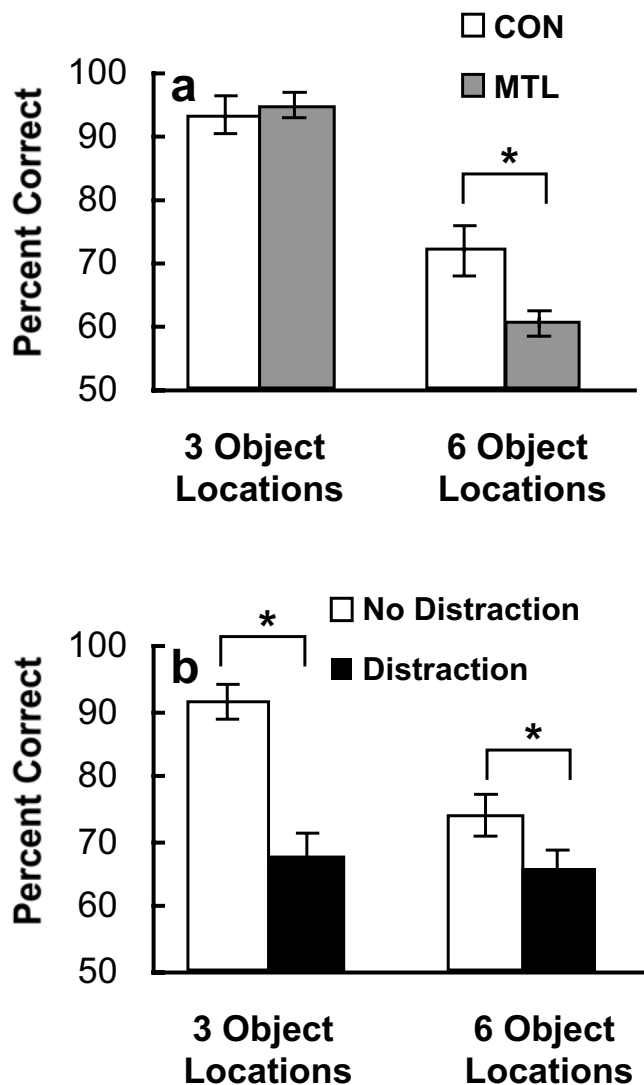 CON
MTL
a
Percent Correct
100
90
80
70
60
50
*
3 Object
Locations
6 Object
Locations
No Distraction
Distraction
b
Percent Correct
100
90
80
70
60
50
*
*
3 Object
Locations
6 Object
Locations